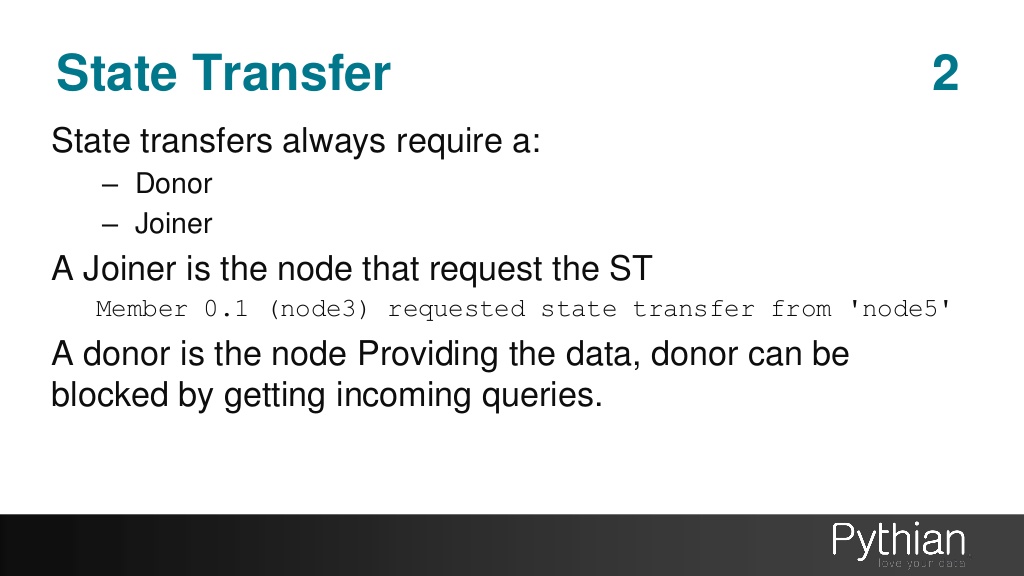 State Transfer 2
State transfers always require a:
– Donor
– Joiner
A Joiner is the node that request the ST
Member 0.1 (node3) requested state transfer from 'node5'
A donor is the node Providing the data, donor can be
blocked by getting incoming queries.
Pythian
love your data